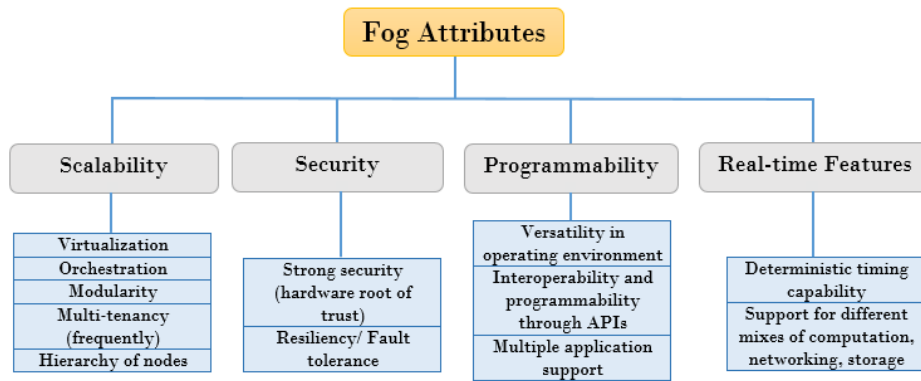 Fog Attributes
Scalability
Security
Programmability
Real-time Features
Virtualization
Orchestration
Modularity
Multi-tenancy
(frequently)
Hierarchy of nodes
Strong security
(hardware root of
trust)
Resiliency/ Fault
tolerance
Versatility in
operating environment
Interoperability and
programmability
through APIs
Multiple application
support
Deterministic timing
capability
Support for different
mixes of computation,
networking, storage